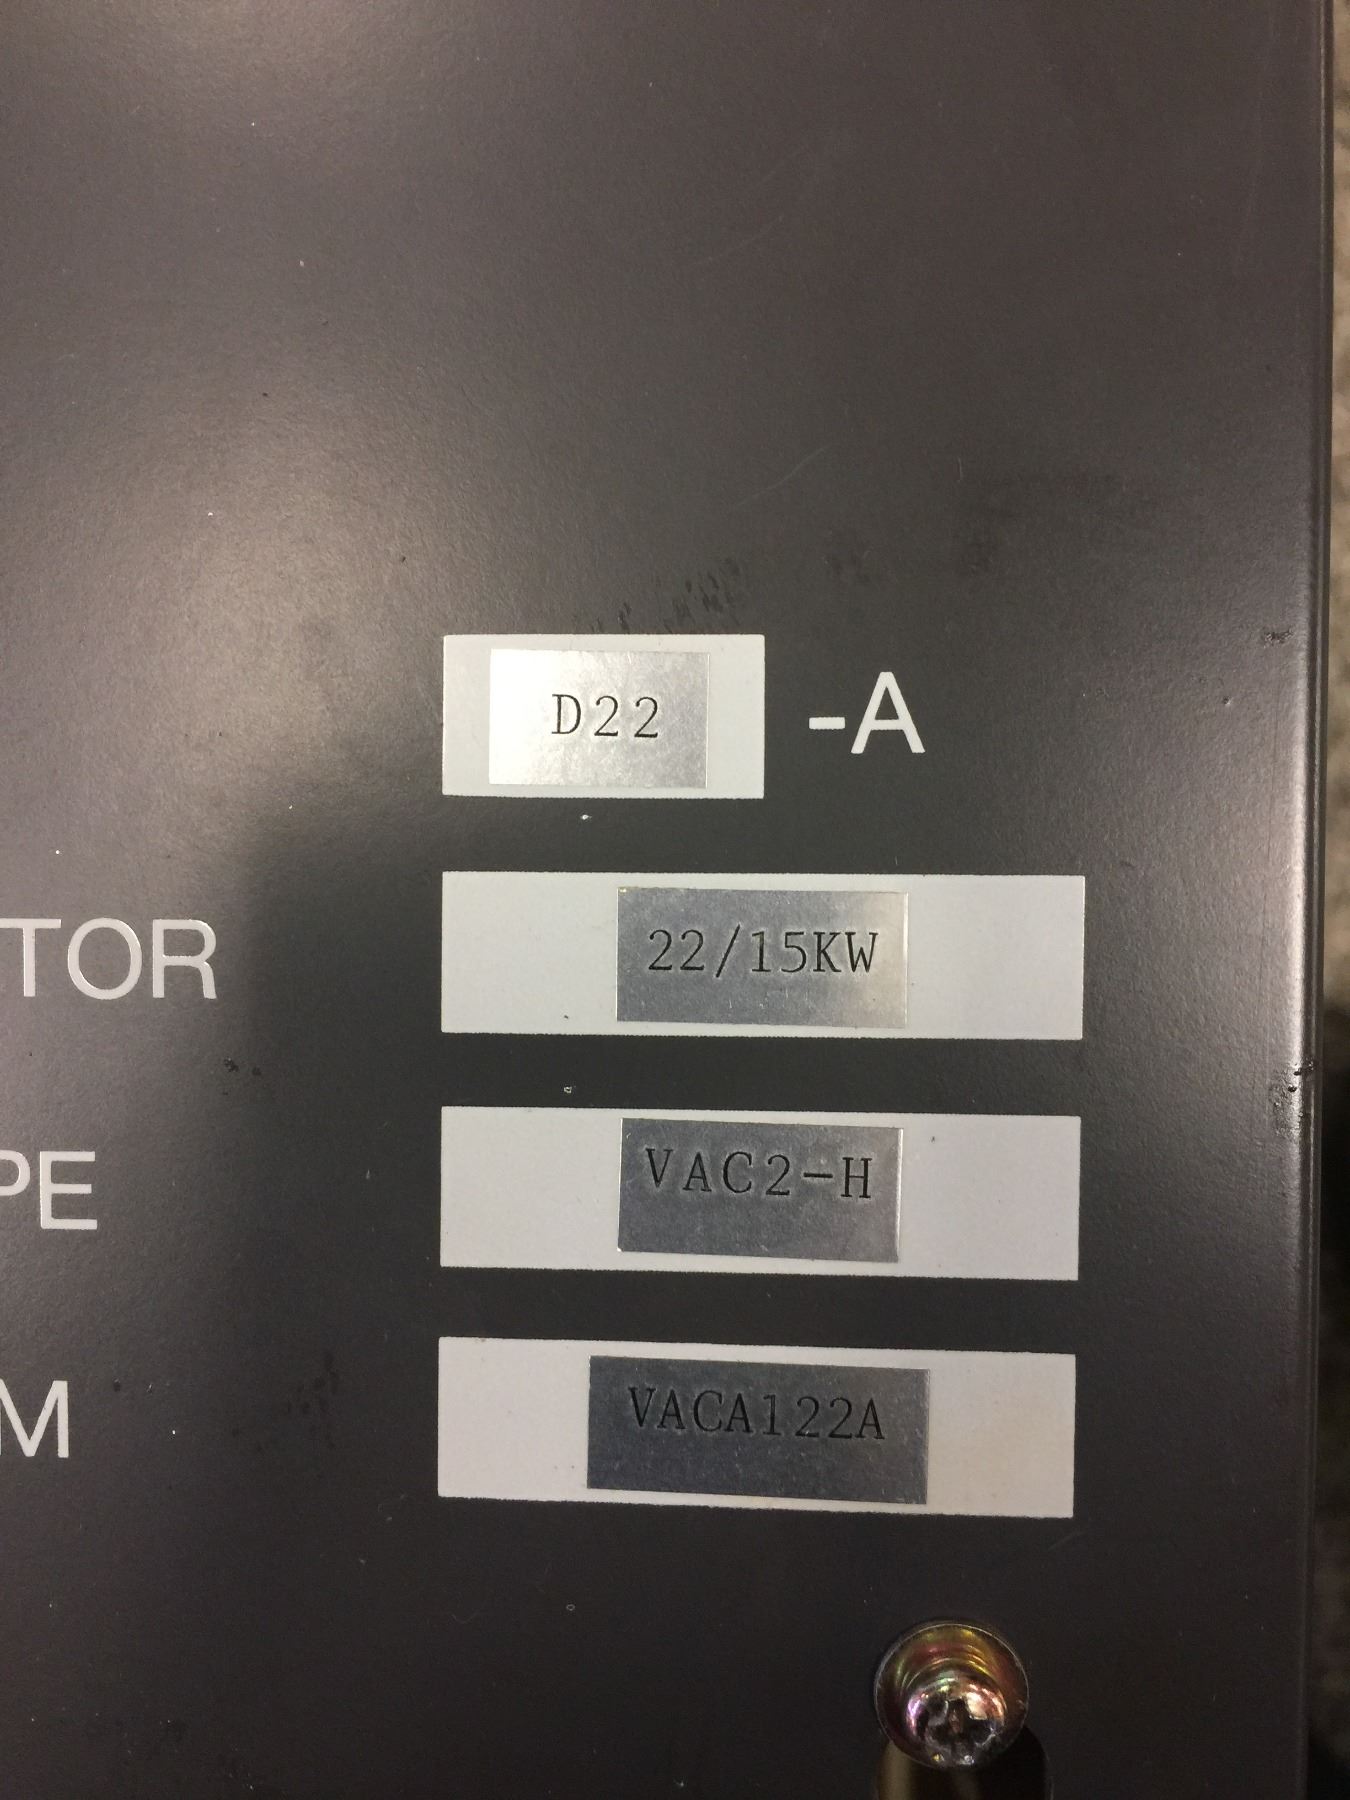 D22 -A
TOR 22/15KW
PE VAC2-H
M VACA122A